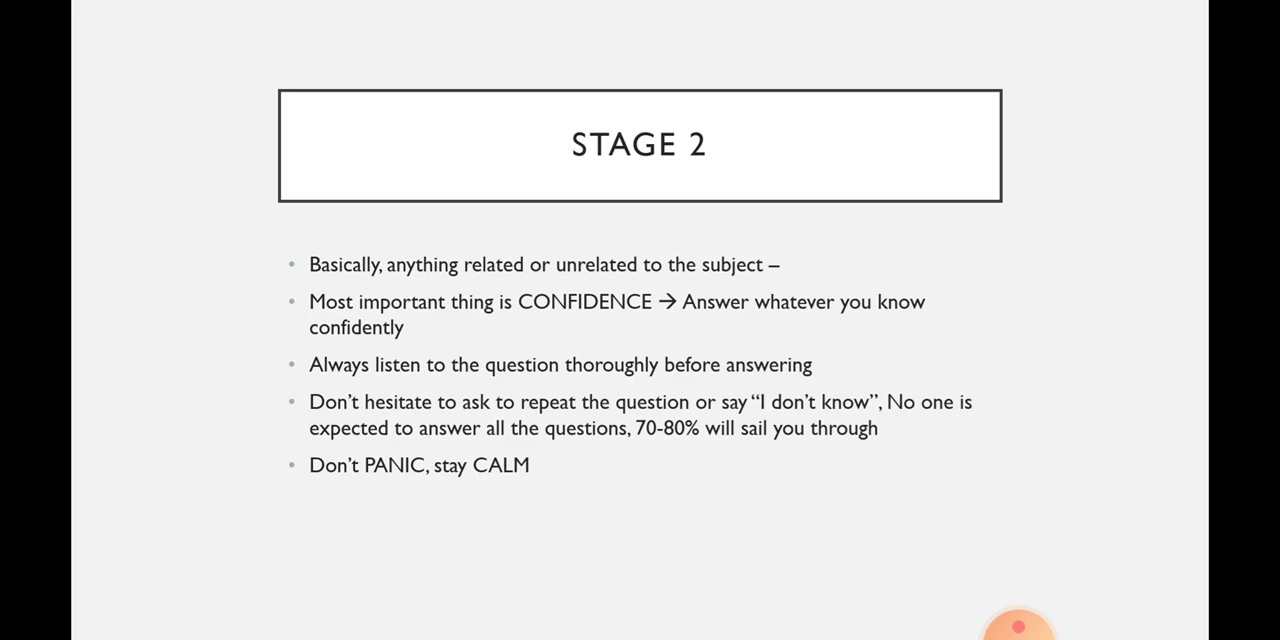 STAGE 2
• Basically, anything related or unrelated to the subject –
• Most important thing is CONFIDENCE → Answer whatever you know
confidently
• Always listen to the question thoroughly before answering
• Don’t hesitate to ask to repeat the question or say “I don’t know”, No one is
expected to answer all the questions, 70-80% will sail you through
• Don’t PANIC, stay CALM